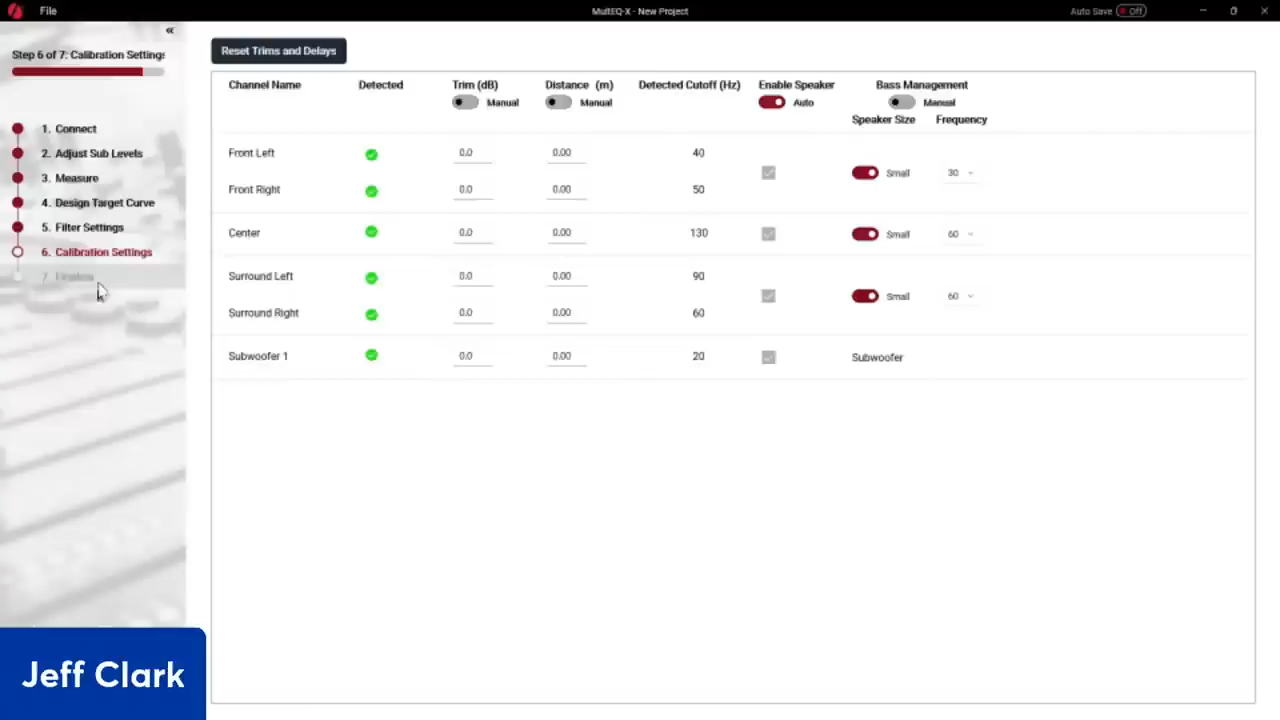 File
MultEQ-X - New Project
Auto Save Off
Step 6 of 7: Calibration Settings
1. Connect
2. Adjust Sub Levels
3. Measure
4. Design Target Curve
5. Filter Settings
6. Calibration Settings
7. Finalize
Reset Trims and Delays
Channel Name Detected Trim (dB) Distance (m) Detected Cutoff (Hz) Enable Speaker Bass Management
Manual Manual Auto Manual
Speaker Size Frequency
Front Left 0.0 0.00 40
Small 30
Front Right 0.0 0.00 50
Center 0.0 0.00 130 Small 60
Surround Left 0.0 0.00 90
Small 60
Surround Right 0.0 0.00 60
Subwoofer 1 0.0 0.00 20 Subwoofer
Jeff Clark